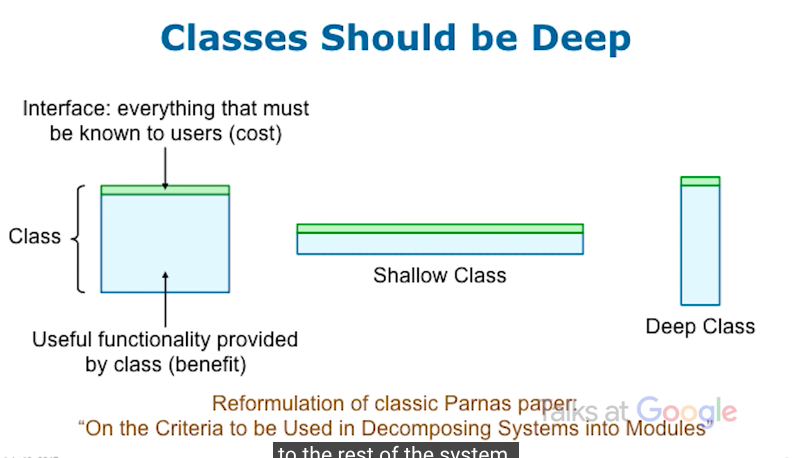 Classes Should be Deep
Interface: everything that must
be known to users (cost)
Class
Shallow Class
Deep Class
Useful functionality provided
by class (benefit)
Reformulation of classic Parnas paper:
Talks at Google
“On the Criteria to be Used in Decomposing Systems into Modules”
to the rest of the system.